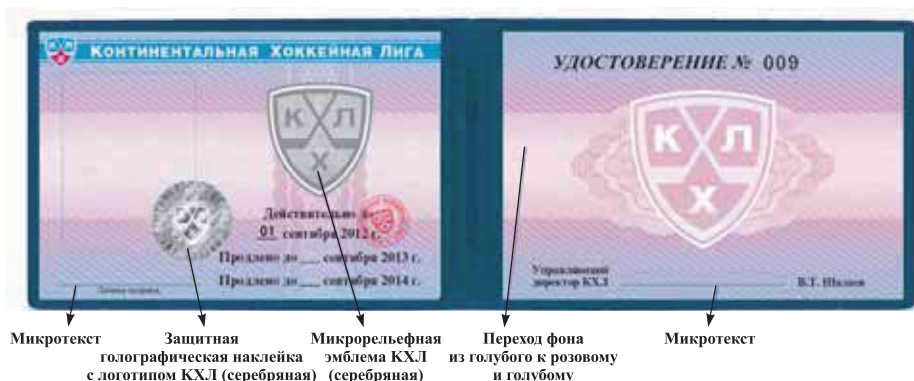 Континентальная Хоккейная Лига
К Л
Х
Действительно до
01 сентября 2012 г.
Продлено до ___ сентября 2013 г.
Продлено до ___ сентября 2014 г.
Личная подпись
УДОСТОВЕРЕНИЕ № 009
К Л
Х
Управляющий
директор КХЛ
В.Т. Шалаев
Микротекст
Защитная
голографическая наклейка
с логотипом КХЛ (серебряная)
Микрорельефная
эмблема КХЛ
(серебряная)
Переход фона
из голубого к розовому
и голубому
Микротекст